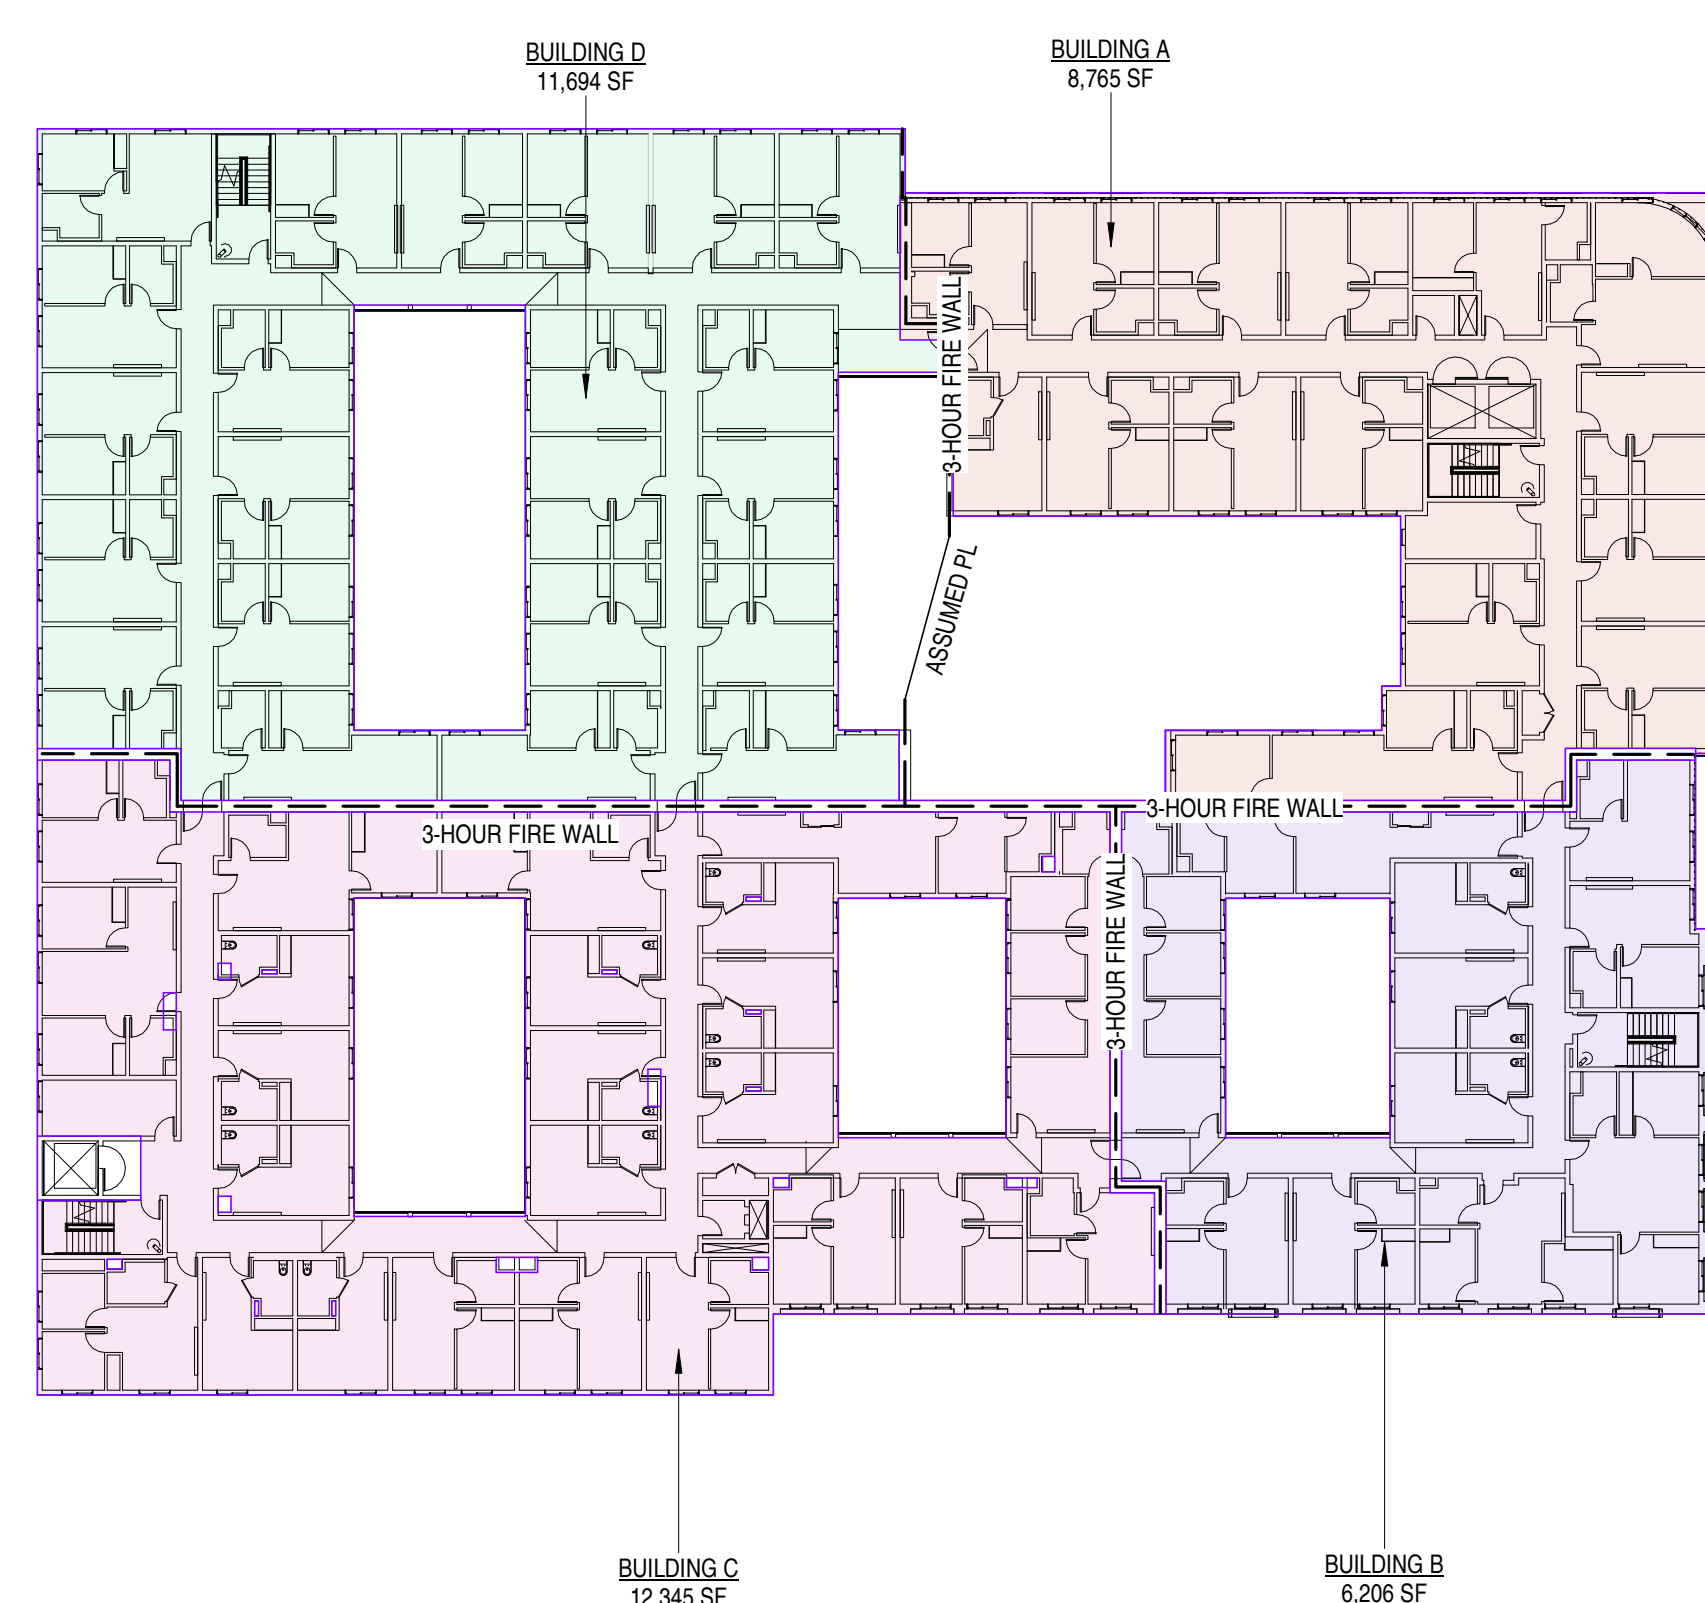 BUILDING D
11,694 SF
BUILDING A
8,765 SF
3-HOUR FIRE WALL
ASSUMED PL
3-HOUR FIRE WALL
3-HOUR FIRE WALL
3-HOUR FIRE WALL
BUILDING C
12,345 SF
BUILDING B
6,206 SF